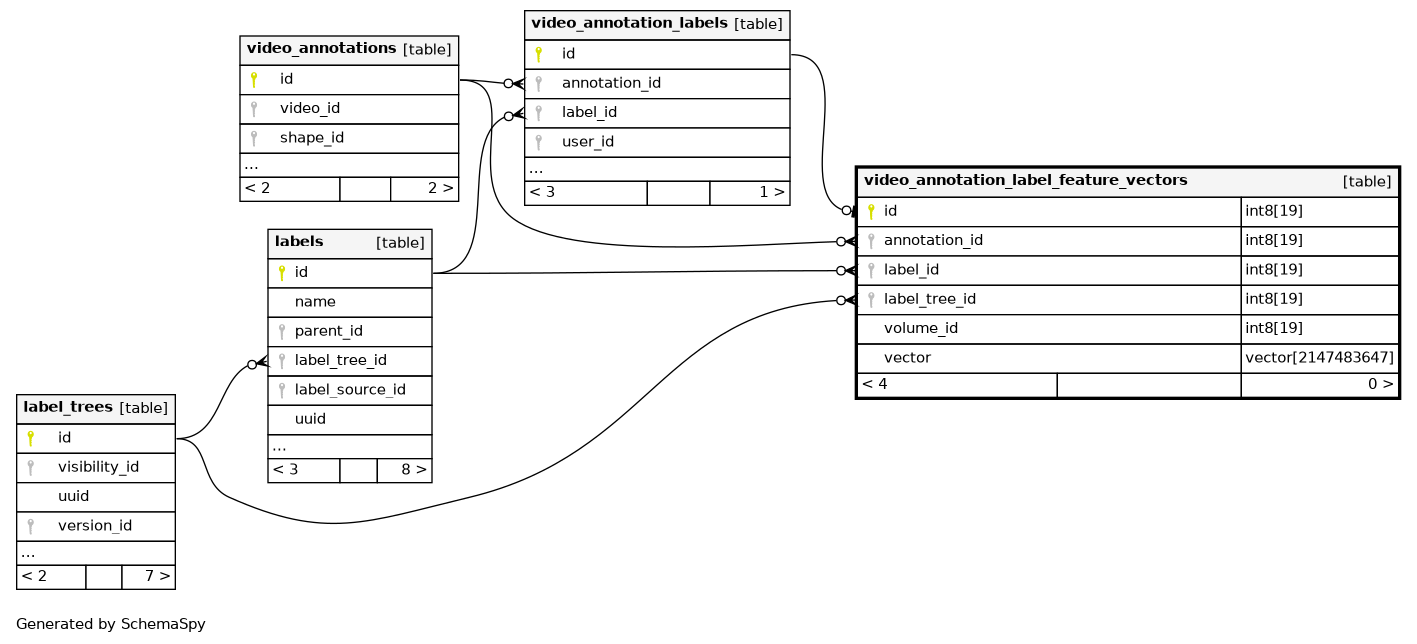 video_annotations [table]
id
video_id
shape_id
...
< 2 2 >
video_annotation_labels [table]
id
annotation_id
label_id
user_id
...
< 3 1 >
video_annotation_label_feature_vectors [table]
id int8[19]
annotation_id int8[19]
label_id int8[19]
label_tree_id int8[19]
volume_id int8[19]
vector vector[2147483647]
< 4 0 >
labels [table]
id
name
parent_id
label_tree_id
label_source_id
uuid
...
< 3 8 >
label_trees [table]
id
visibility_id
uuid
version_id
...
< 2 7 >
Generated by SchemaSpy